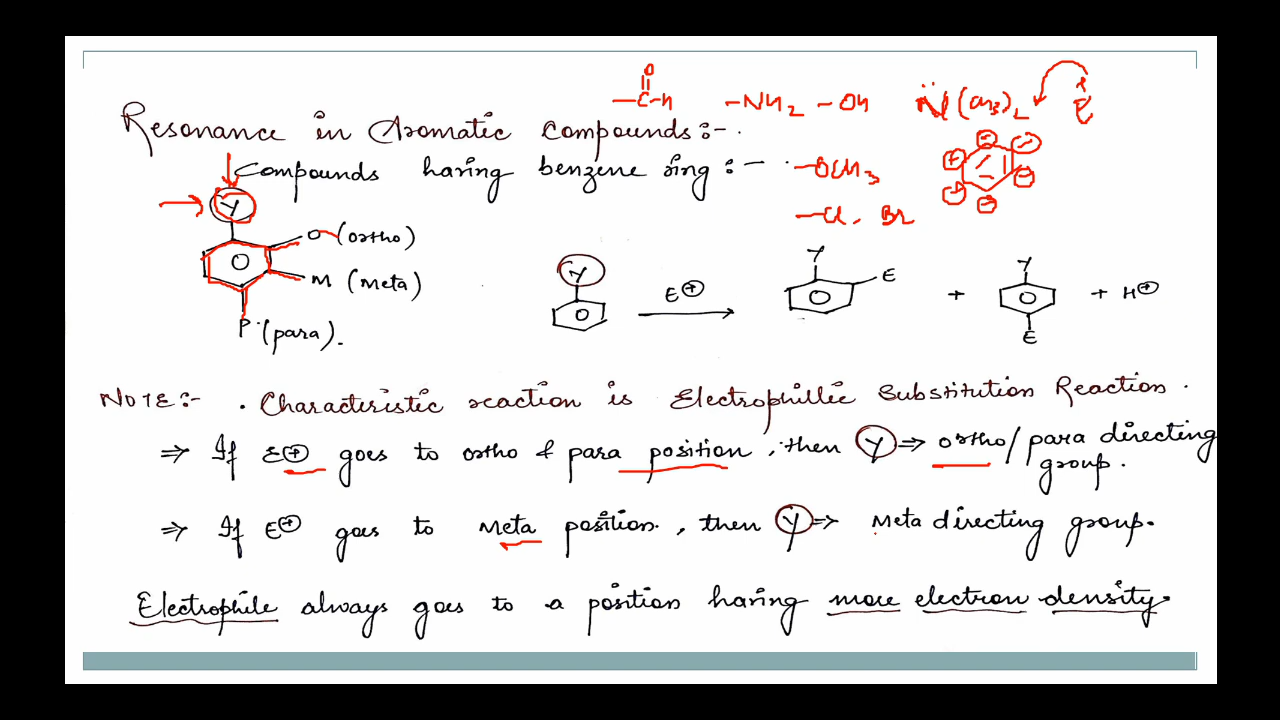 O
-C-H -NH2 -OH N(CH3)2 E
Resonance in Aromatic Compounds:-
Compounds having benzene ring :-
-OCH3
-Cl, Br
Y
O (ortho)
M (Meta)
P (para).
Y E⊕ Y E + Y E + H⊕
NOTE:- . Characteristic reaction is Electrophillic Substitution Reaction.
⇒ If E⊕ goes to ortho & para position, then Y ⇒ ortho/para directing group.
⇒ If E⊕ goes to Meta position, then Y ⇒ Meta directing group.
Electrophile always goes to a position having more electron density.